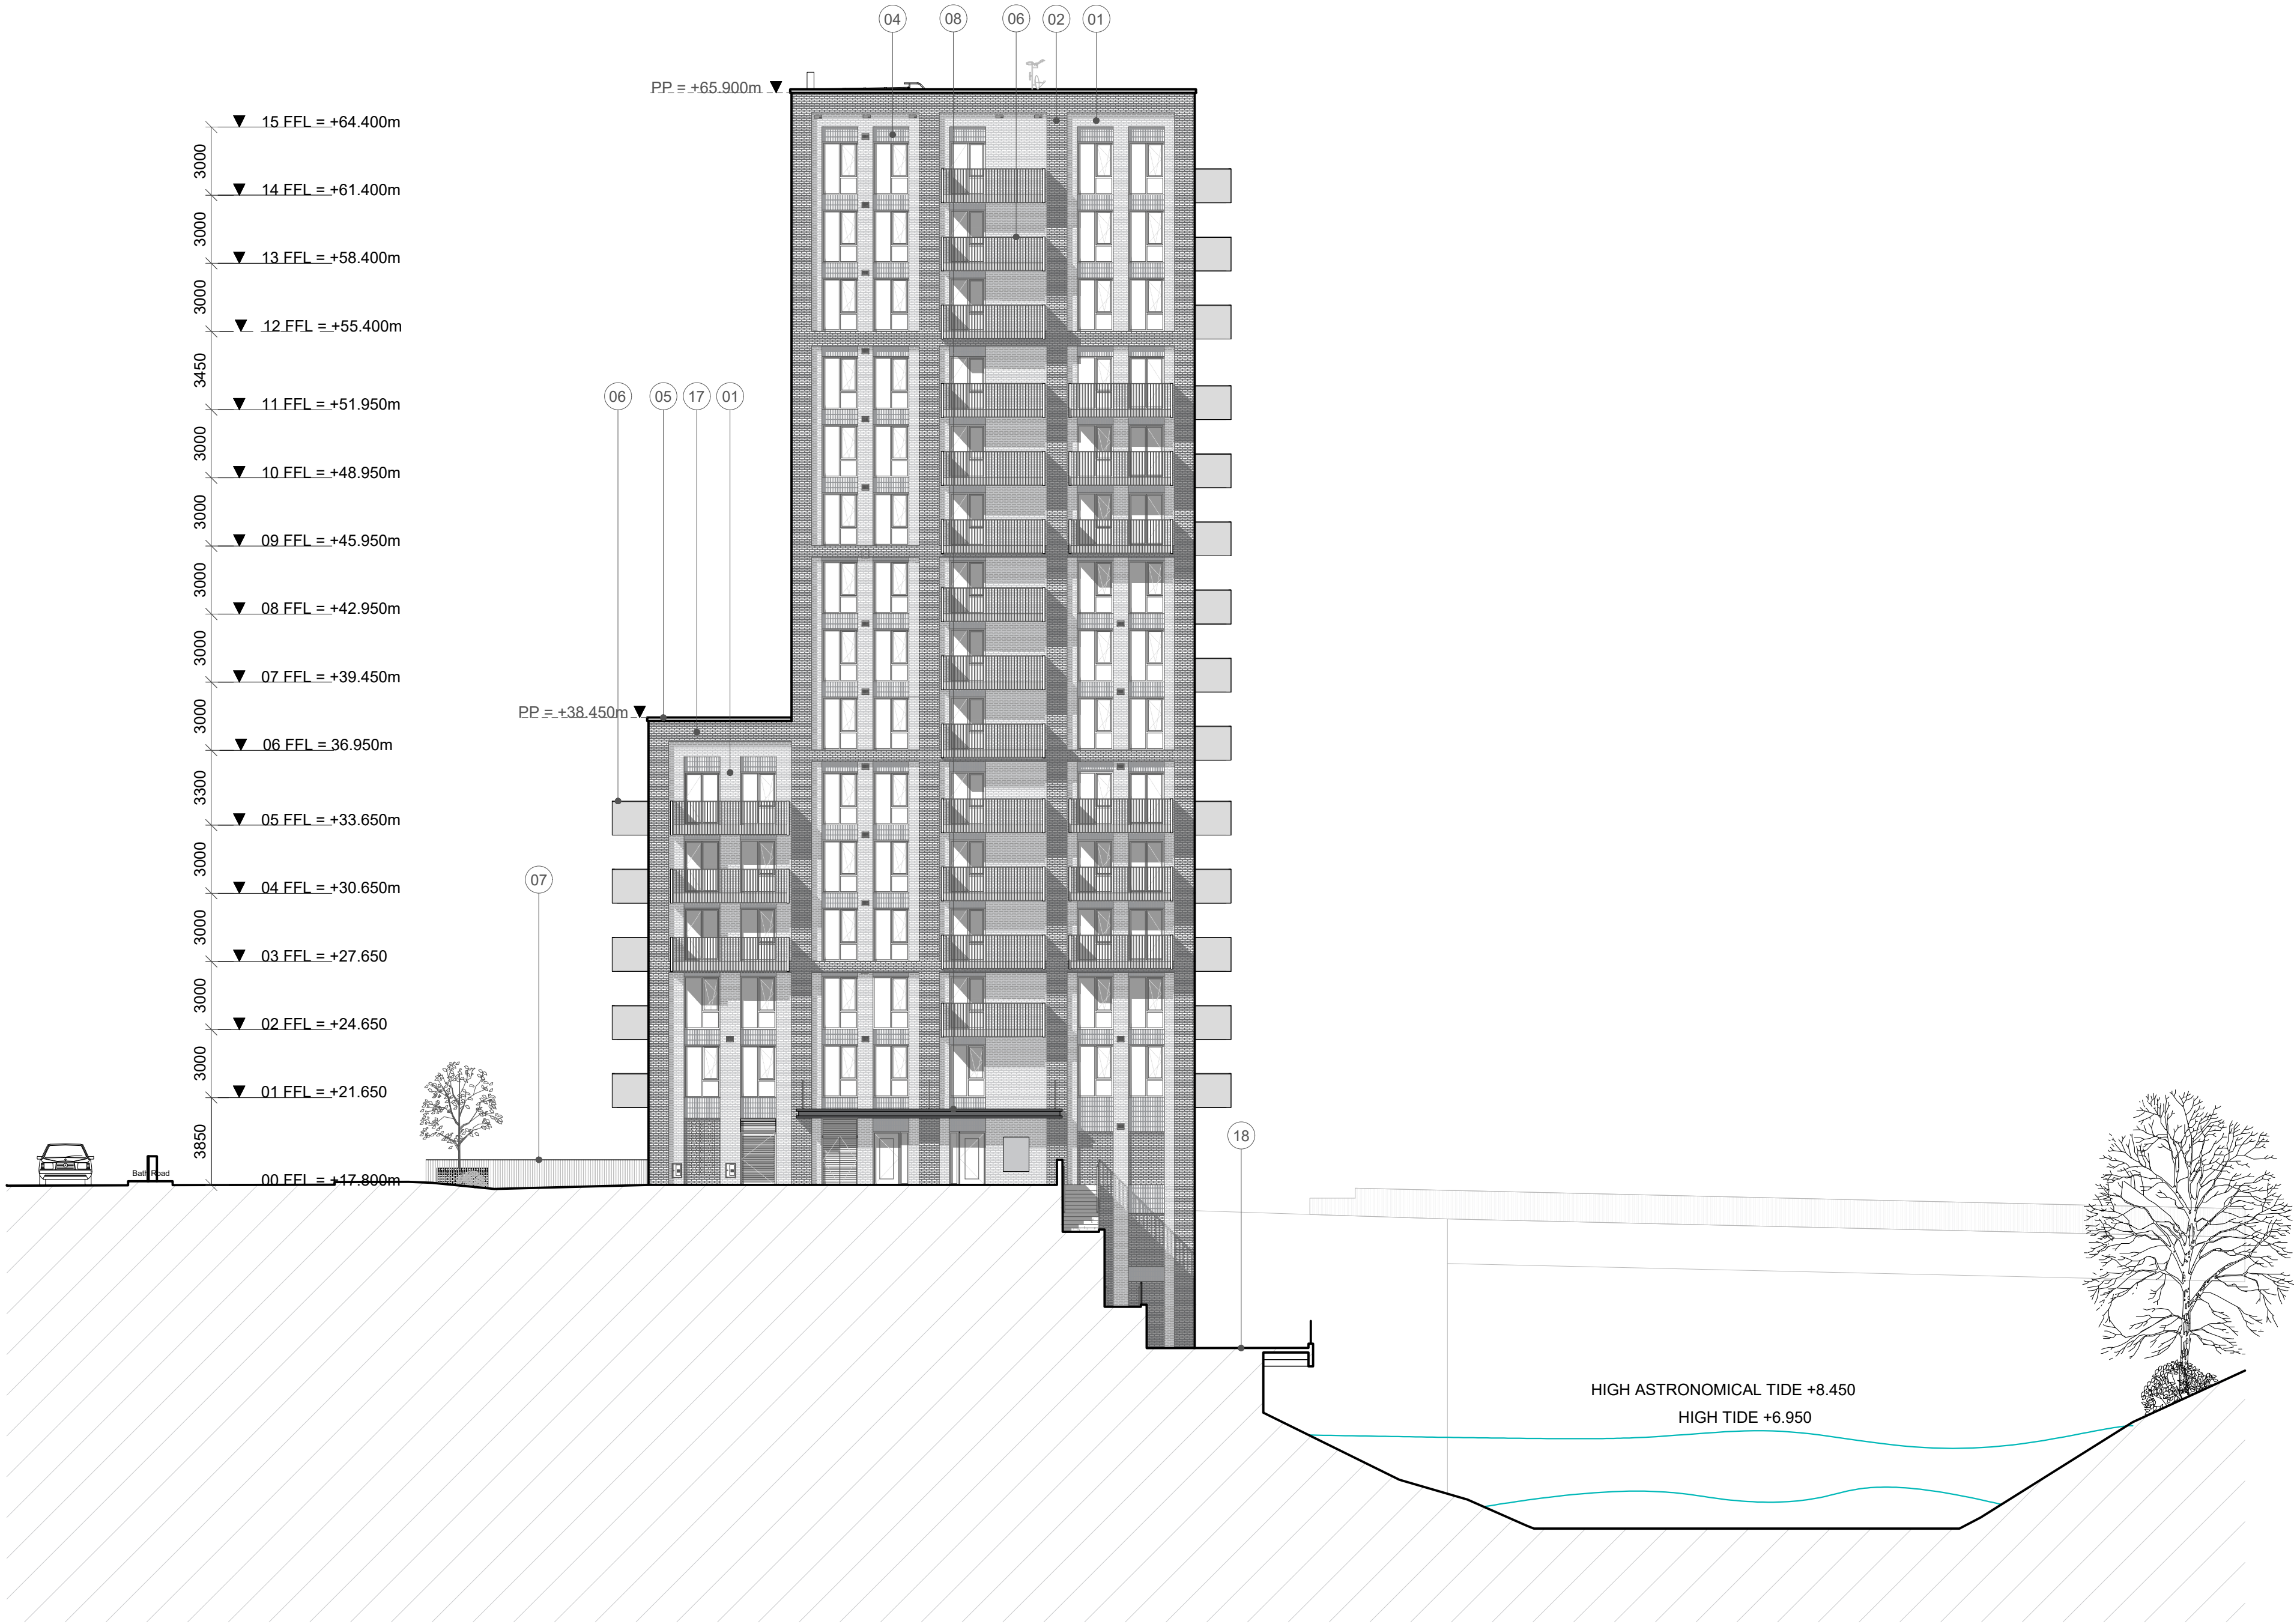 04 08 06 02 01
PP = +65.900m
15 FFL = +64.400m
3000
14 FFL = +61.400m
3000
13 FFL = +58.400m
3000
12 FFL = +55.400m
3450
06 05 17 01
11 FFL = +51.950m
3000
10 FFL = +48.950m
3000
09 FFL = +45.950m
3000
08 FFL = +42.950m
3000
07 FFL = +39.450m
PP = +38.450m
3000
06 FFL = 36.950m
3300
05 FFL = +33.650m
3000
07
04 FFL = +30.650m
3000
03 FFL = +27.650
3000
02 FFL = +24.650
3000
01 FFL = +21.650
3850
18
Bath Road
00 FFL = +17.800m
HIGH ASTRONOMICAL TIDE +8.450
HIGH TIDE +6.950